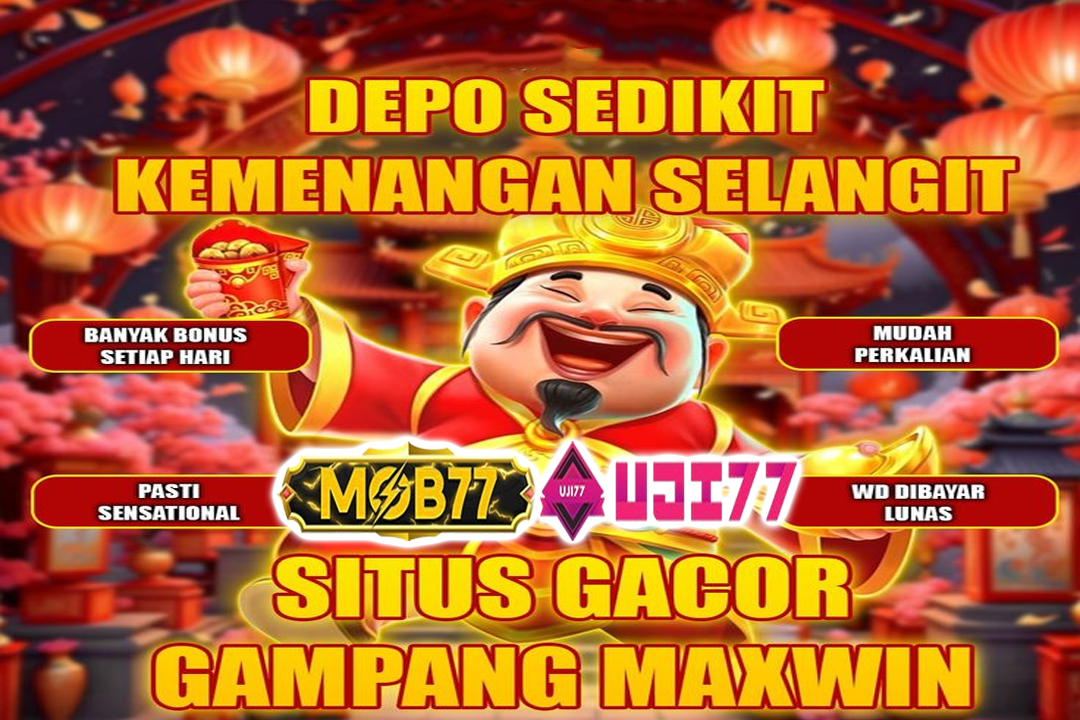 DEPO SEDIKIT
KEMENANGAN SELANGIT
BANYAK BONUS
SETIAP HARI
MUDAH
PERKALIAN
PASTI
SENSATIONAL
MOB77
UJI77
UJI77
WD DIBAYAR
LUNAS
SITUS GACOR
GAMPANG MAXWIN